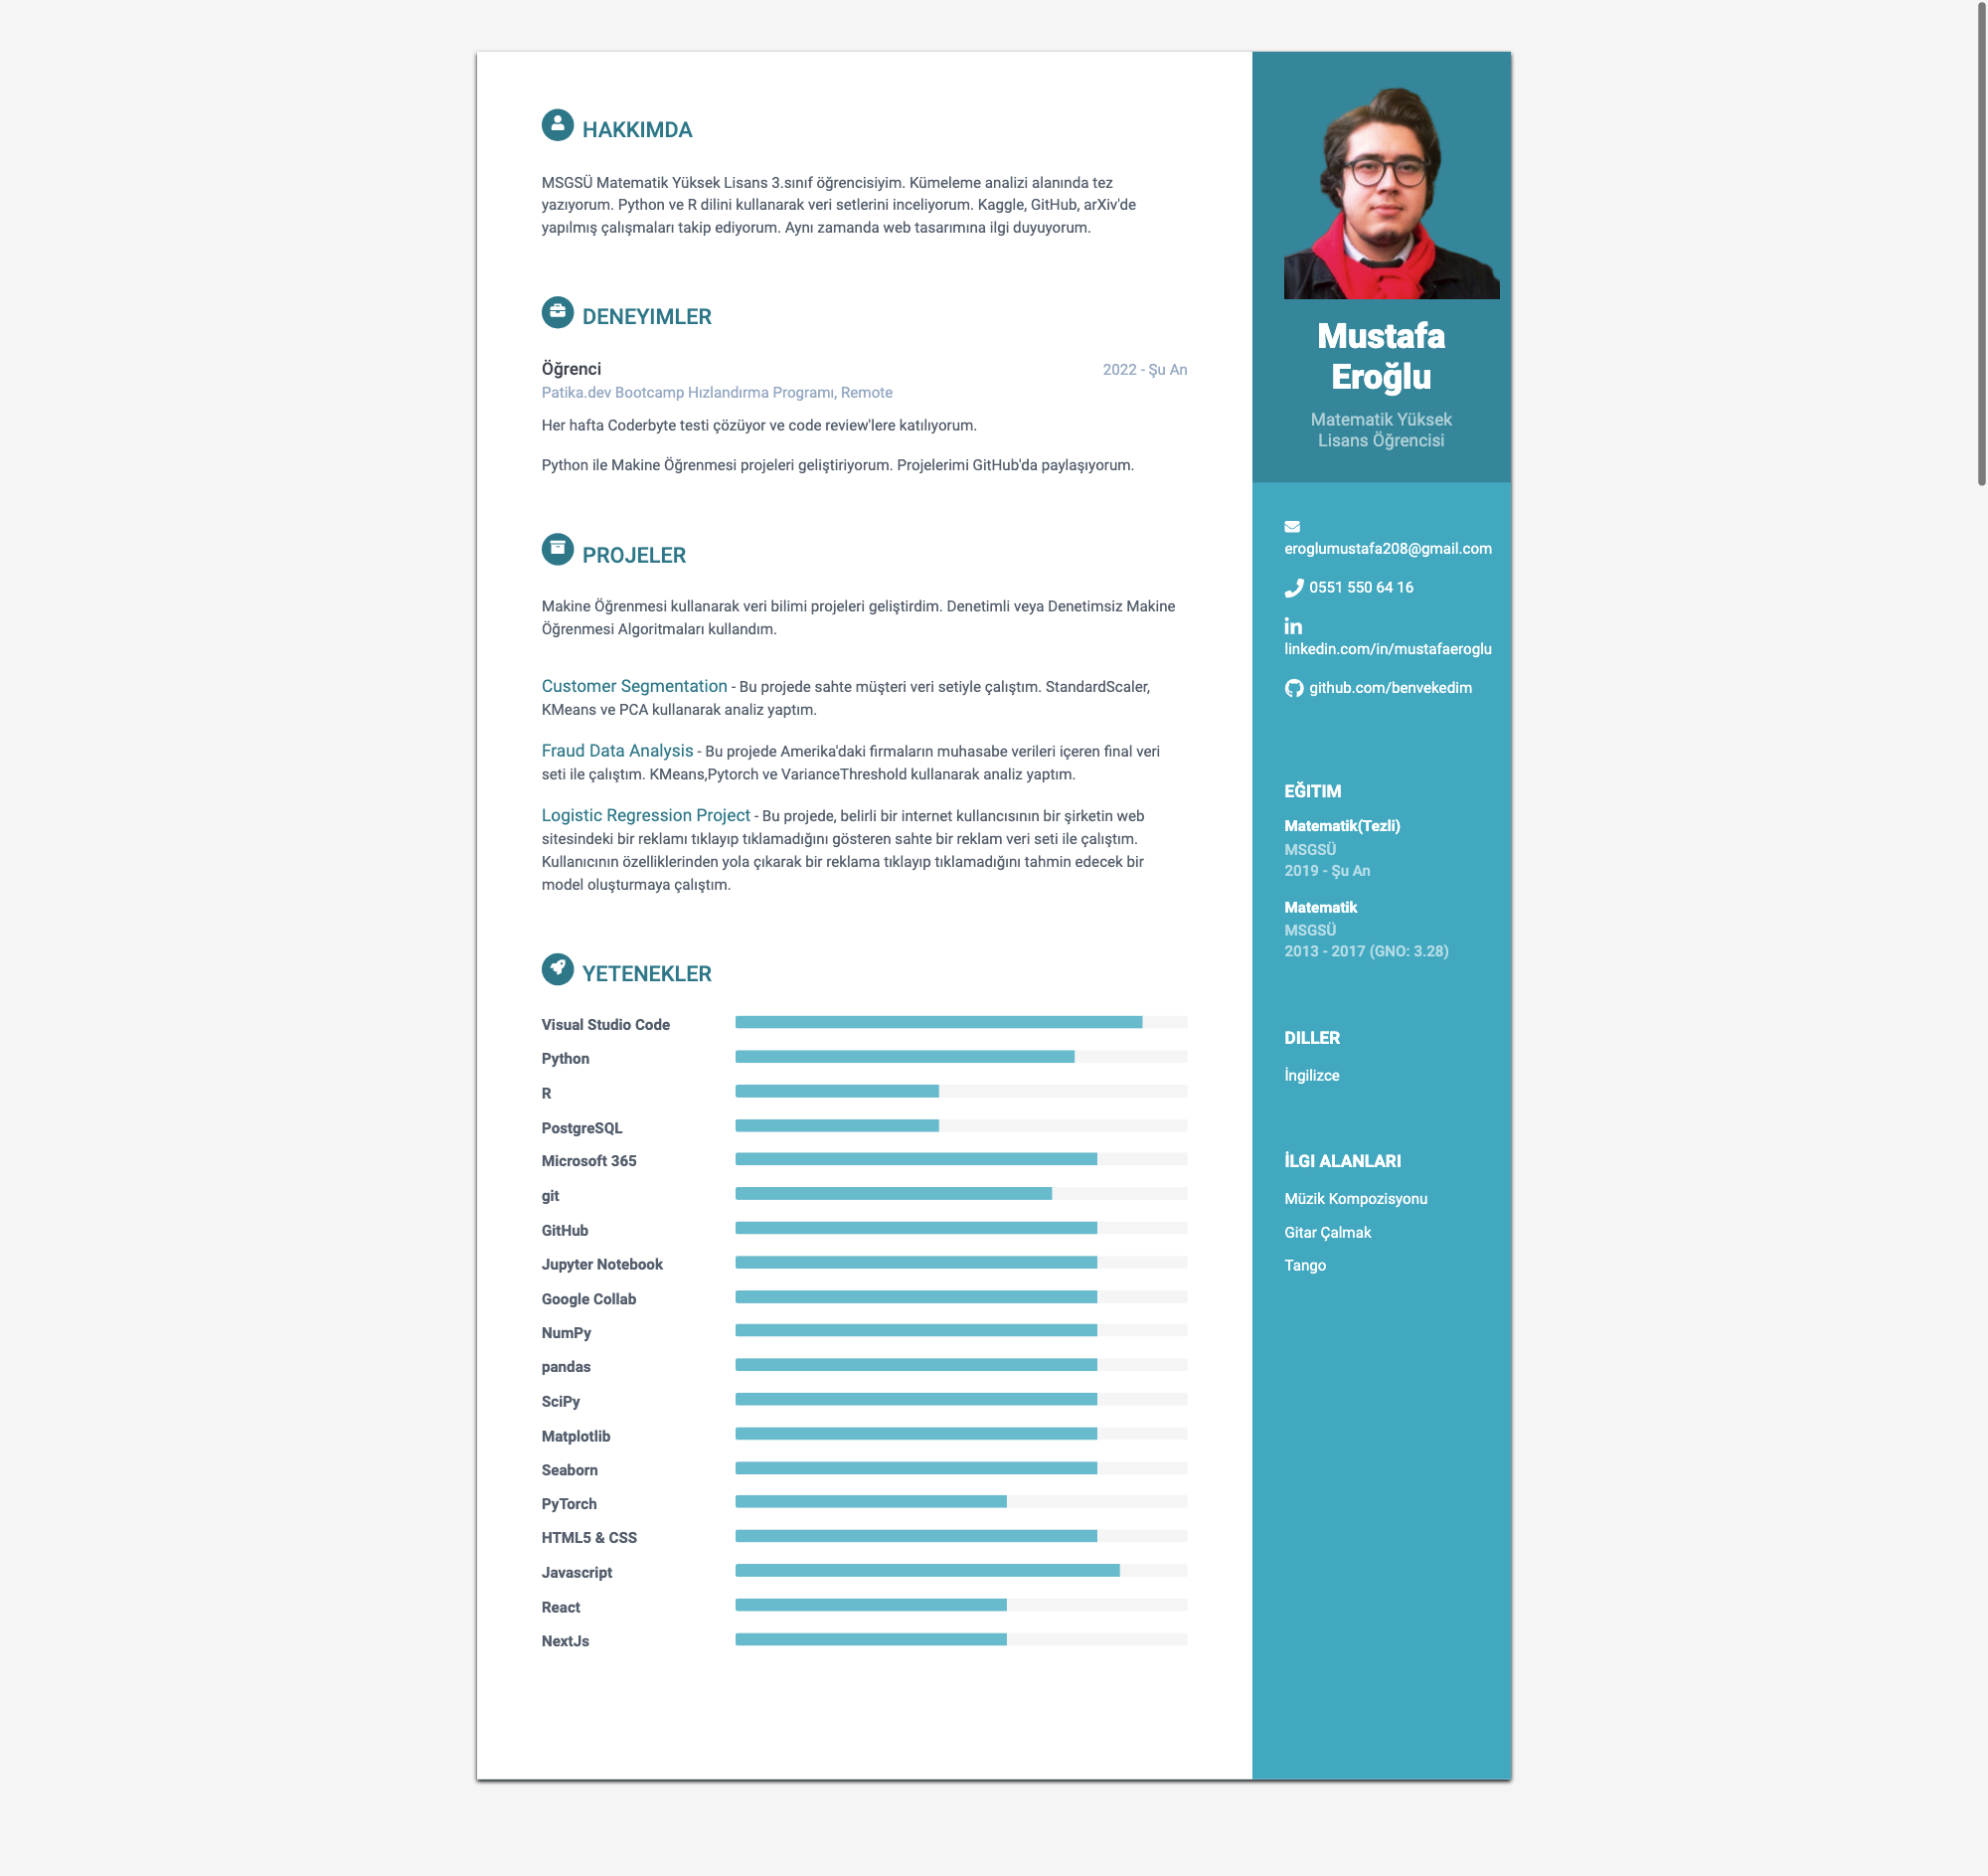 HAKKIMDA
MSGSÜ Matematik Yüksek Lisans 3.sınıf öğrencisiyim. Kümeleme analizi alanında tez
yazıyorum. Python ve R dilini kullanarak veri setlerini inceliyorum. Kaggle, GitHub, arXiv'de
yapılmış çalışmaları takip ediyorum. Aynı zamanda web tasarımına ilgi duyuyorum.
DENEYIMLER
Öğrenci
2022 - Şu An
Patika.dev Bootcamp Hızlandırma Programı, Remote
Her hafta Coderbyte testi çözüyor ve code review'lere katılıyorum.
Python ile Makine Öğrenmesi projeleri geliştiriyorum. Projelerimi GitHub'da paylaşıyorum.
PROJELER
Makine Öğrenmesi kullanarak veri bilimi projeleri geliştirdim. Denetimli veya Denetimsiz Makine
Öğrenmesi Algoritmaları kullandım.
Customer Segmentation - Bu projede sahte müşteri veri setiyle çalıştım. StandardScaler,
KMeans ve PCA kullanarak analiz yaptım.
Fraud Data Analysis - Bu projede Amerika'daki firmaların muhasabe verileri içeren final veri
seti ile çalıştım. KMeans,Pytorch ve VarianceThreshold kullanarak analiz yaptım.
Logistic Regression Project - Bu projede, belirli bir internet kullancısının bir şirketin web
sitesindeki bir reklamı tıklayıp tıklamadığını gösteren sahte bir reklam veri seti ile çalıştım.
Kullanıcının özelliklerinden yola çıkarak bir reklama tıklayıp tıklamadığını tahmin edecek bir
model oluşturmaya çalıştım.
YETENEKLER
Visual Studio Code
Python
R
PostgreSQL
Microsoft 365
git
GitHub
Jupyter Notebook
Google Collab
NumPy
pandas
SciPy
Matplotlib
Seaborn
PyTorch
HTML5 & CSS
Javascript
React
NextJs
Mustafa
Eroğlu
Matematik Yüksek
Lisans Öğrencisi
eroglumustafa208@gmail.com
0551 550 64 16
linkedin.com/in/mustafaeroglu
github.com/benvekedim
EĞITIM
Matematik(Tezli)
MSGSÜ
2019 - Şu An
Matematik
MSGSÜ
2013 - 2017 (GNO: 3.28)
DILLER
İngilizce
İLGI ALANLARI
Müzik Kompozisyonu
Gitar Çalmak
Tango